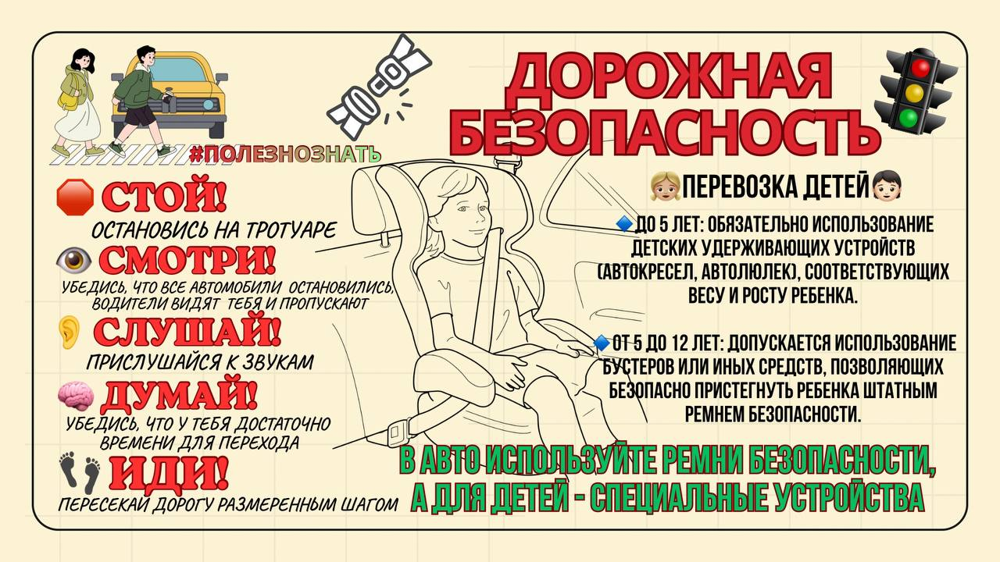 ДОРОЖНАЯ
БЕЗОПАСНОСТЬ
#ПОЛЕЗНОЗНАТЬ
СТОЙ!
ОСТАНОВИСЬ НА ТРОТУАРЕ
СМОТРИ!
УБЕДИСЬ, ЧТО ВСЕ АВТОМОБИЛИ ОСТАНОВИЛИСЬ,
ВОДИТЕЛИ ВИДЯТ ТЕБЯ И ПРОПУСКАЮТ
СЛУШАЙ!
ПРИСЛУШАЙСЯ К ЗВУКАМ
ДУМАЙ!
УБЕДИСЬ, ЧТО У ТЕБЯ ДОСТАТОЧНО
ВРЕМЕНИ ДЛЯ ПЕРЕХОДА
ИДИ!
ПЕРЕСЕКАЙ ДОРОГУ РАЗМЕРЕННЫМ ШАГОМ
ПЕРЕВОЗКА ДЕТЕЙ
ДО 5 ЛЕТ: ОБЯЗАТЕЛЬНО ИСПОЛЬЗОВАНИЕ
ДЕТСКИХ УДЕРЖИВАЮЩИХ УСТРОЙСТВ
(АВТОКРЕСЕЛ, АВТОЛЮЛЕК), СООТВЕТСТВУЮЩИХ
ВЕСУ И РОСТУ РЕБЕНКА.
ОТ 5 ДО 12 ЛЕТ: ДОПУСКАЕТСЯ ИСПОЛЬЗОВАНИЕ
БУСТЕРОВ ИЛИ ИНЫХ СРЕДСТВ, ПОЗВОЛЯЮЩИХ
БЕЗОПАСНО ПРИСТЕГНУТЬ РЕБЕНКА ШТАТНЫМ
РЕМНЕМ БЕЗОПАСНОСТИ.
В АВТО ИСПОЛЬЗУЙТЕ РЕМНИ БЕЗОПАСНОСТИ,
А ДЛЯ ДЕТЕЙ - СПЕЦИАЛЬНЫЕ УСТРОЙСТВА